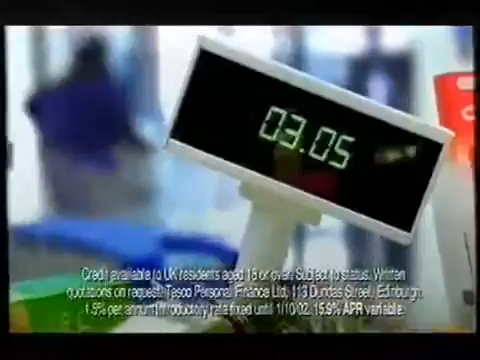 03.05
Credit available to UK residents aged 18 or over. Subject to status. Written
quotations on request. Tesco Personal Finance Ltd, 113 Dundas Street, Edinburgh.
1.9% per annum introductory rate fixed until 1/10/02. 15.9% APR variable.